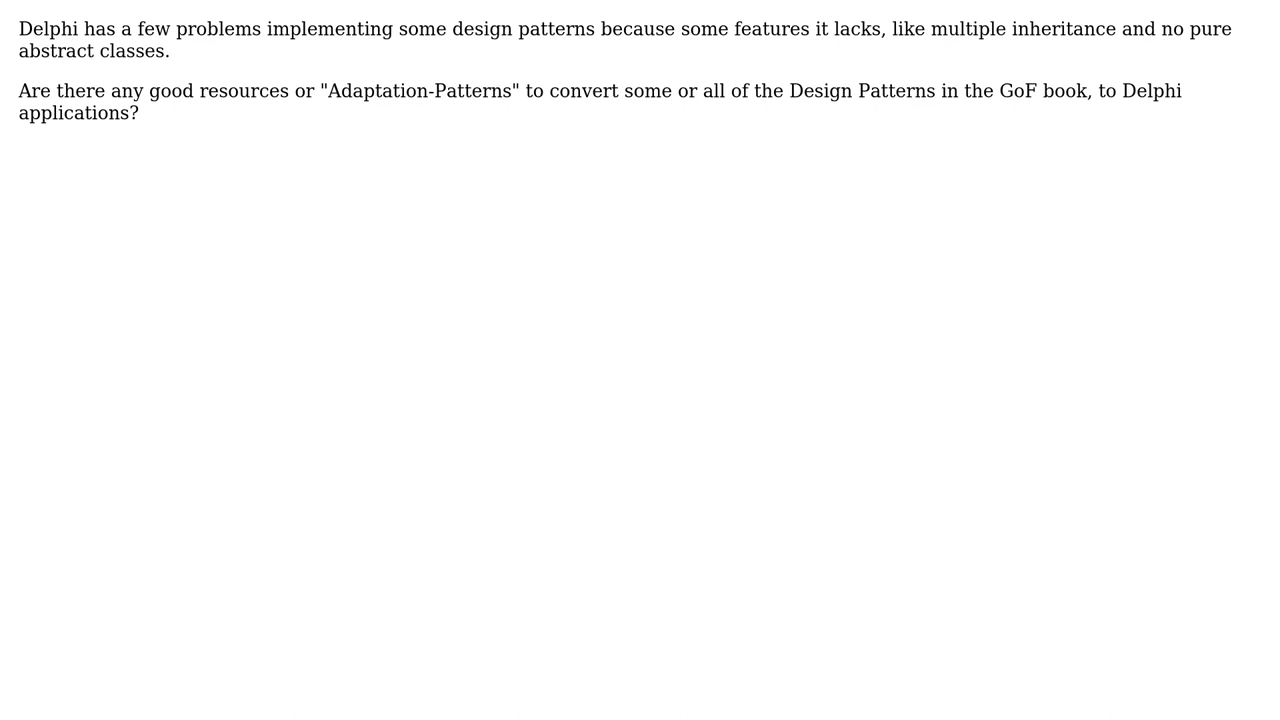 Delphi has a few problems implementing some design patterns because some features it lacks, like multiple inheritance and no pure
abstract classes.
Are there any good resources or "Adaptation-Patterns" to convert some or all of the Design Patterns in the GoF book, to Delphi
applications?